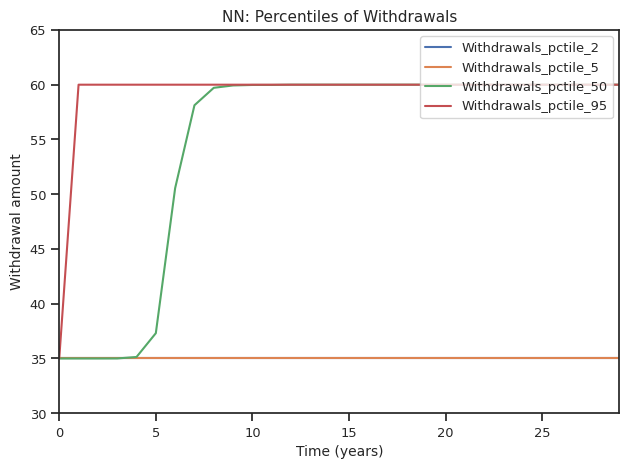 NN: Percentiles of Withdrawals
65
60
55
50
45
40
35
30
Withdrawal amount
Withdrawals_pctile_2
Withdrawals_pctile_5
Withdrawals_pctile_50
Withdrawals_pctile_95
0 5 10 15 20 25
Time (years)